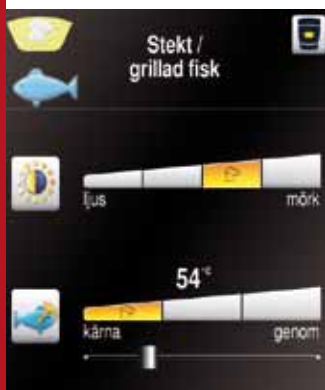 Stekt /
grillad fisk
ljus mörk
54°C
kärna genom